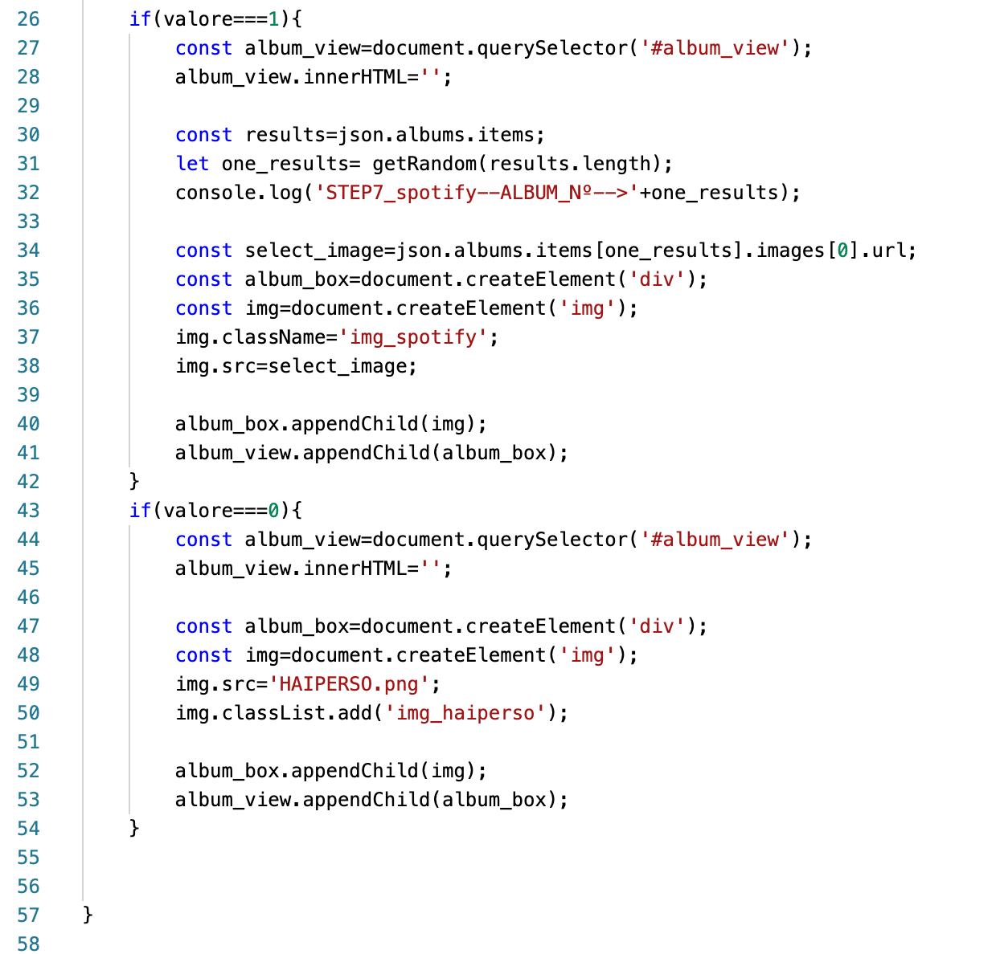 26 if(valore===1){
27 const album_view=document.querySelector('#album_view');
28 album_view.innerHTML='';
29
30 const results=json.albums.items;
31 let one_results= getRandom(results.length);
32 console.log('STEP7_spotify--ALBUM_Nº-->'+one_results);
33
34 const select_image=json.albums.items[one_results].images[0].url;
35 const album_box=document.createElement('div');
36 const img=document.createElement('img');
37 img.className='img_spotify';
38 img.src=select_image;
39
40 album_box.appendChild(img);
41 album_view.appendChild(album_box);
42 }
43 if(valore===0){
44 const album_view=document.querySelector('#album_view');
45 album_view.innerHTML='';
46
47 const album_box=document.createElement('div');
48 const img=document.createElement('img');
49 img.src='HAIPERSO.png';
50 img.classList.add('img_haiperso');
51
52 album_box.appendChild(img);
53 album_view.appendChild(album_box);
54 }
55
56
57 }
58